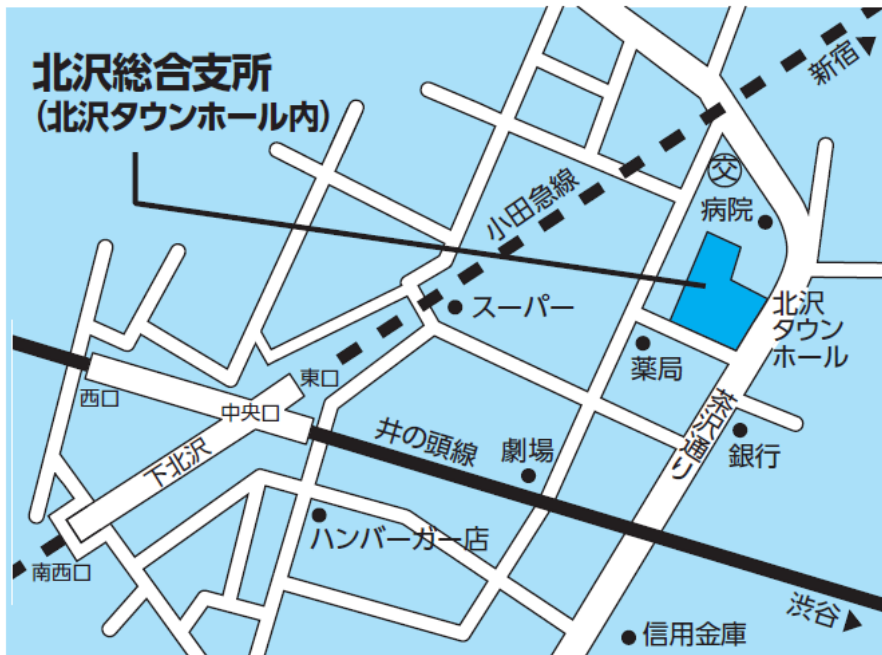 北沢総合支所
（北沢タウンホール内）
新宿
交
病院
小田急線
スーパー
北沢
タウン
ホール
薬局
東口
西口
中央口
下北沢
井の頭線
劇場
茶沢通り
銀行
ハンバーガー店
南西口
渋谷
信用金庫